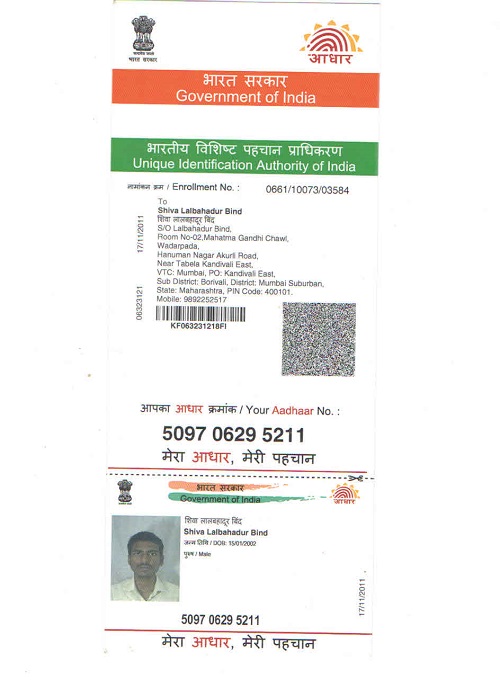 भारत सरकार
आधार
भारत सरकार
Government of India
भारतीय विशिष्ट पहचान प्राधिकरण
Unique Identification Authority of India
नामांकन क्रम / Enrollment No. : 0661/10073/03584
To
Shiva Lalbahadur Bind
शिवा लालबहादूर बिंद
S/O Lalbahadur Bind,
Room No-02,Mahatma Gandhi Chawl,
Wadarpada,
Hanuman Nagar Akurli Road,
Near Tabela Kandivali East,
VTC: Mumbai, PO: Kandivali East,
Sub District: Borivali, District: Mumbai Suburban,
State: Maharashtra, PIN Code: 400101.
Mobile: 9892252517
17/11/2011
06323121
KF063231218FI
आपका आधार क्रमांक / Your Aadhaar No. :
5097 0629 5211
मेरा आधार, मेरी पहचान
भारत सरकार
Government of India
आधार
शिवा लालबहादूर बिंद
Shiva Lalbahadur Bind
जन्म तिथि / DOB: 15/01/2002
पुरुष / Male
17/11/2011
5097 0629 5211
मेरा आधार, मेरी पहचान